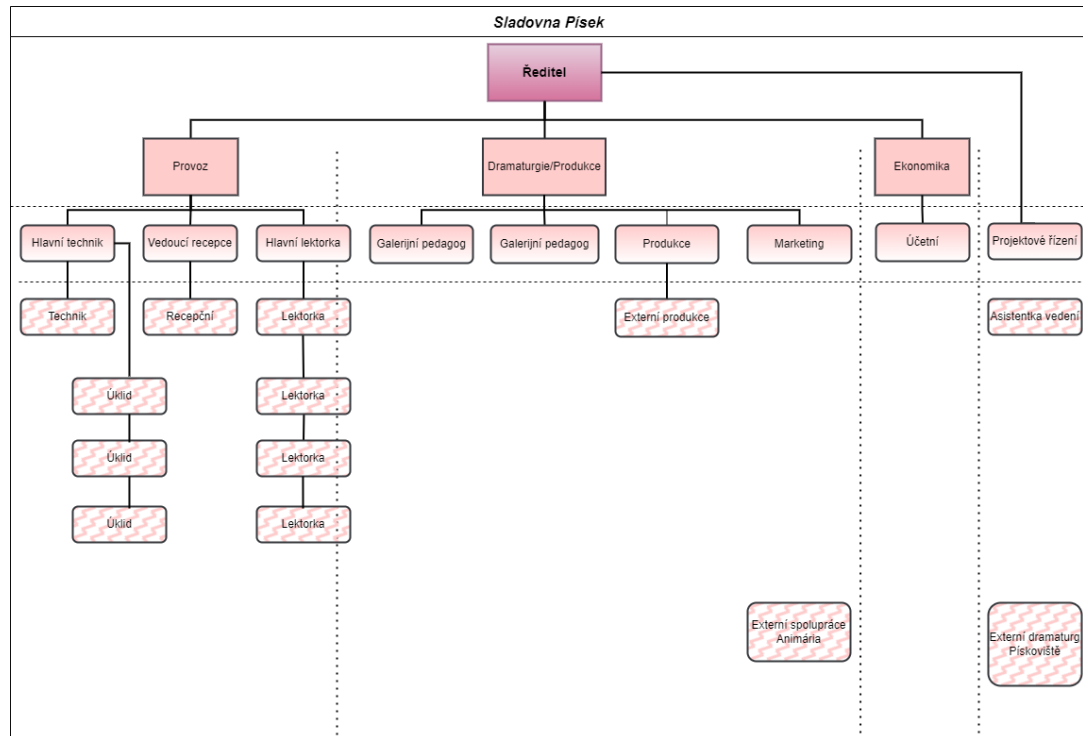 Sladovna Písek
Ředitel
Provoz
Dramaturgie/Produkce
Ekonomika
Hlavní technik
Vedoucí recepce
Hlavní lektorka
Galerijní pedagog
Galerijní pedagog
Produkce
Marketing
Účetní
Projektové řízení
Technik
Recepční
Lektorka
Externí produkce
Asistentka vedení
Úklid
Lektorka
Úklid
Lektorka
Úklid
Lektorka
Externí spolupráce
Animária
Externí dramaturg
Pískoviště